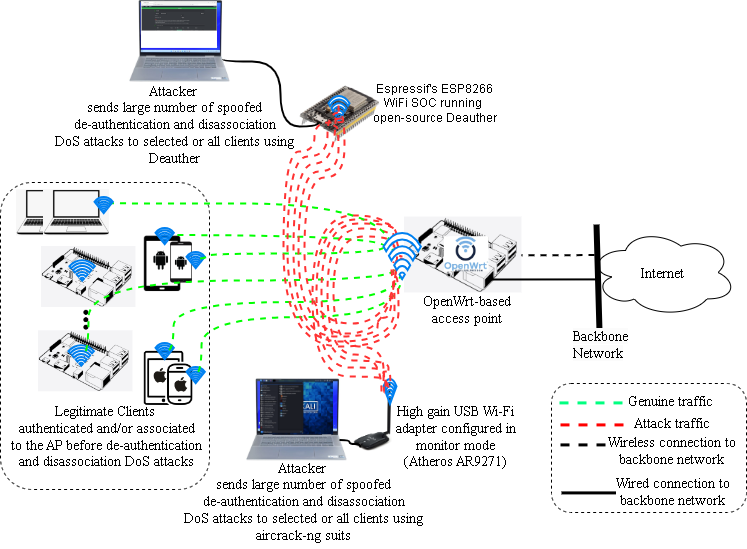 Attacker
sends large number of spoofed
de-authentication and disassociation
DoS attacks to selected or all clients using
Deauther
Espressif's ESP8266
WiFi SOC running
open-source Deauther
OpenWrt
OpenWrt-based
access point
Internet
Backbone
Network
Legitimate Clients
authenticated and/or associated
to the AP before de-authentication
and disassociation DoS attacks
KALI
High gain USB Wi-Fi
adapter configured in
monitor mode
(Atheros AR9271)
Attacker
sends large number of spoofed
de-authentication and disassociation
DoS attacks to selected or all clients using
aircrack-ng suits
Genuine traffic
Attack traffic
Wireless connection to
backbone network
Wired connection to
backbone network